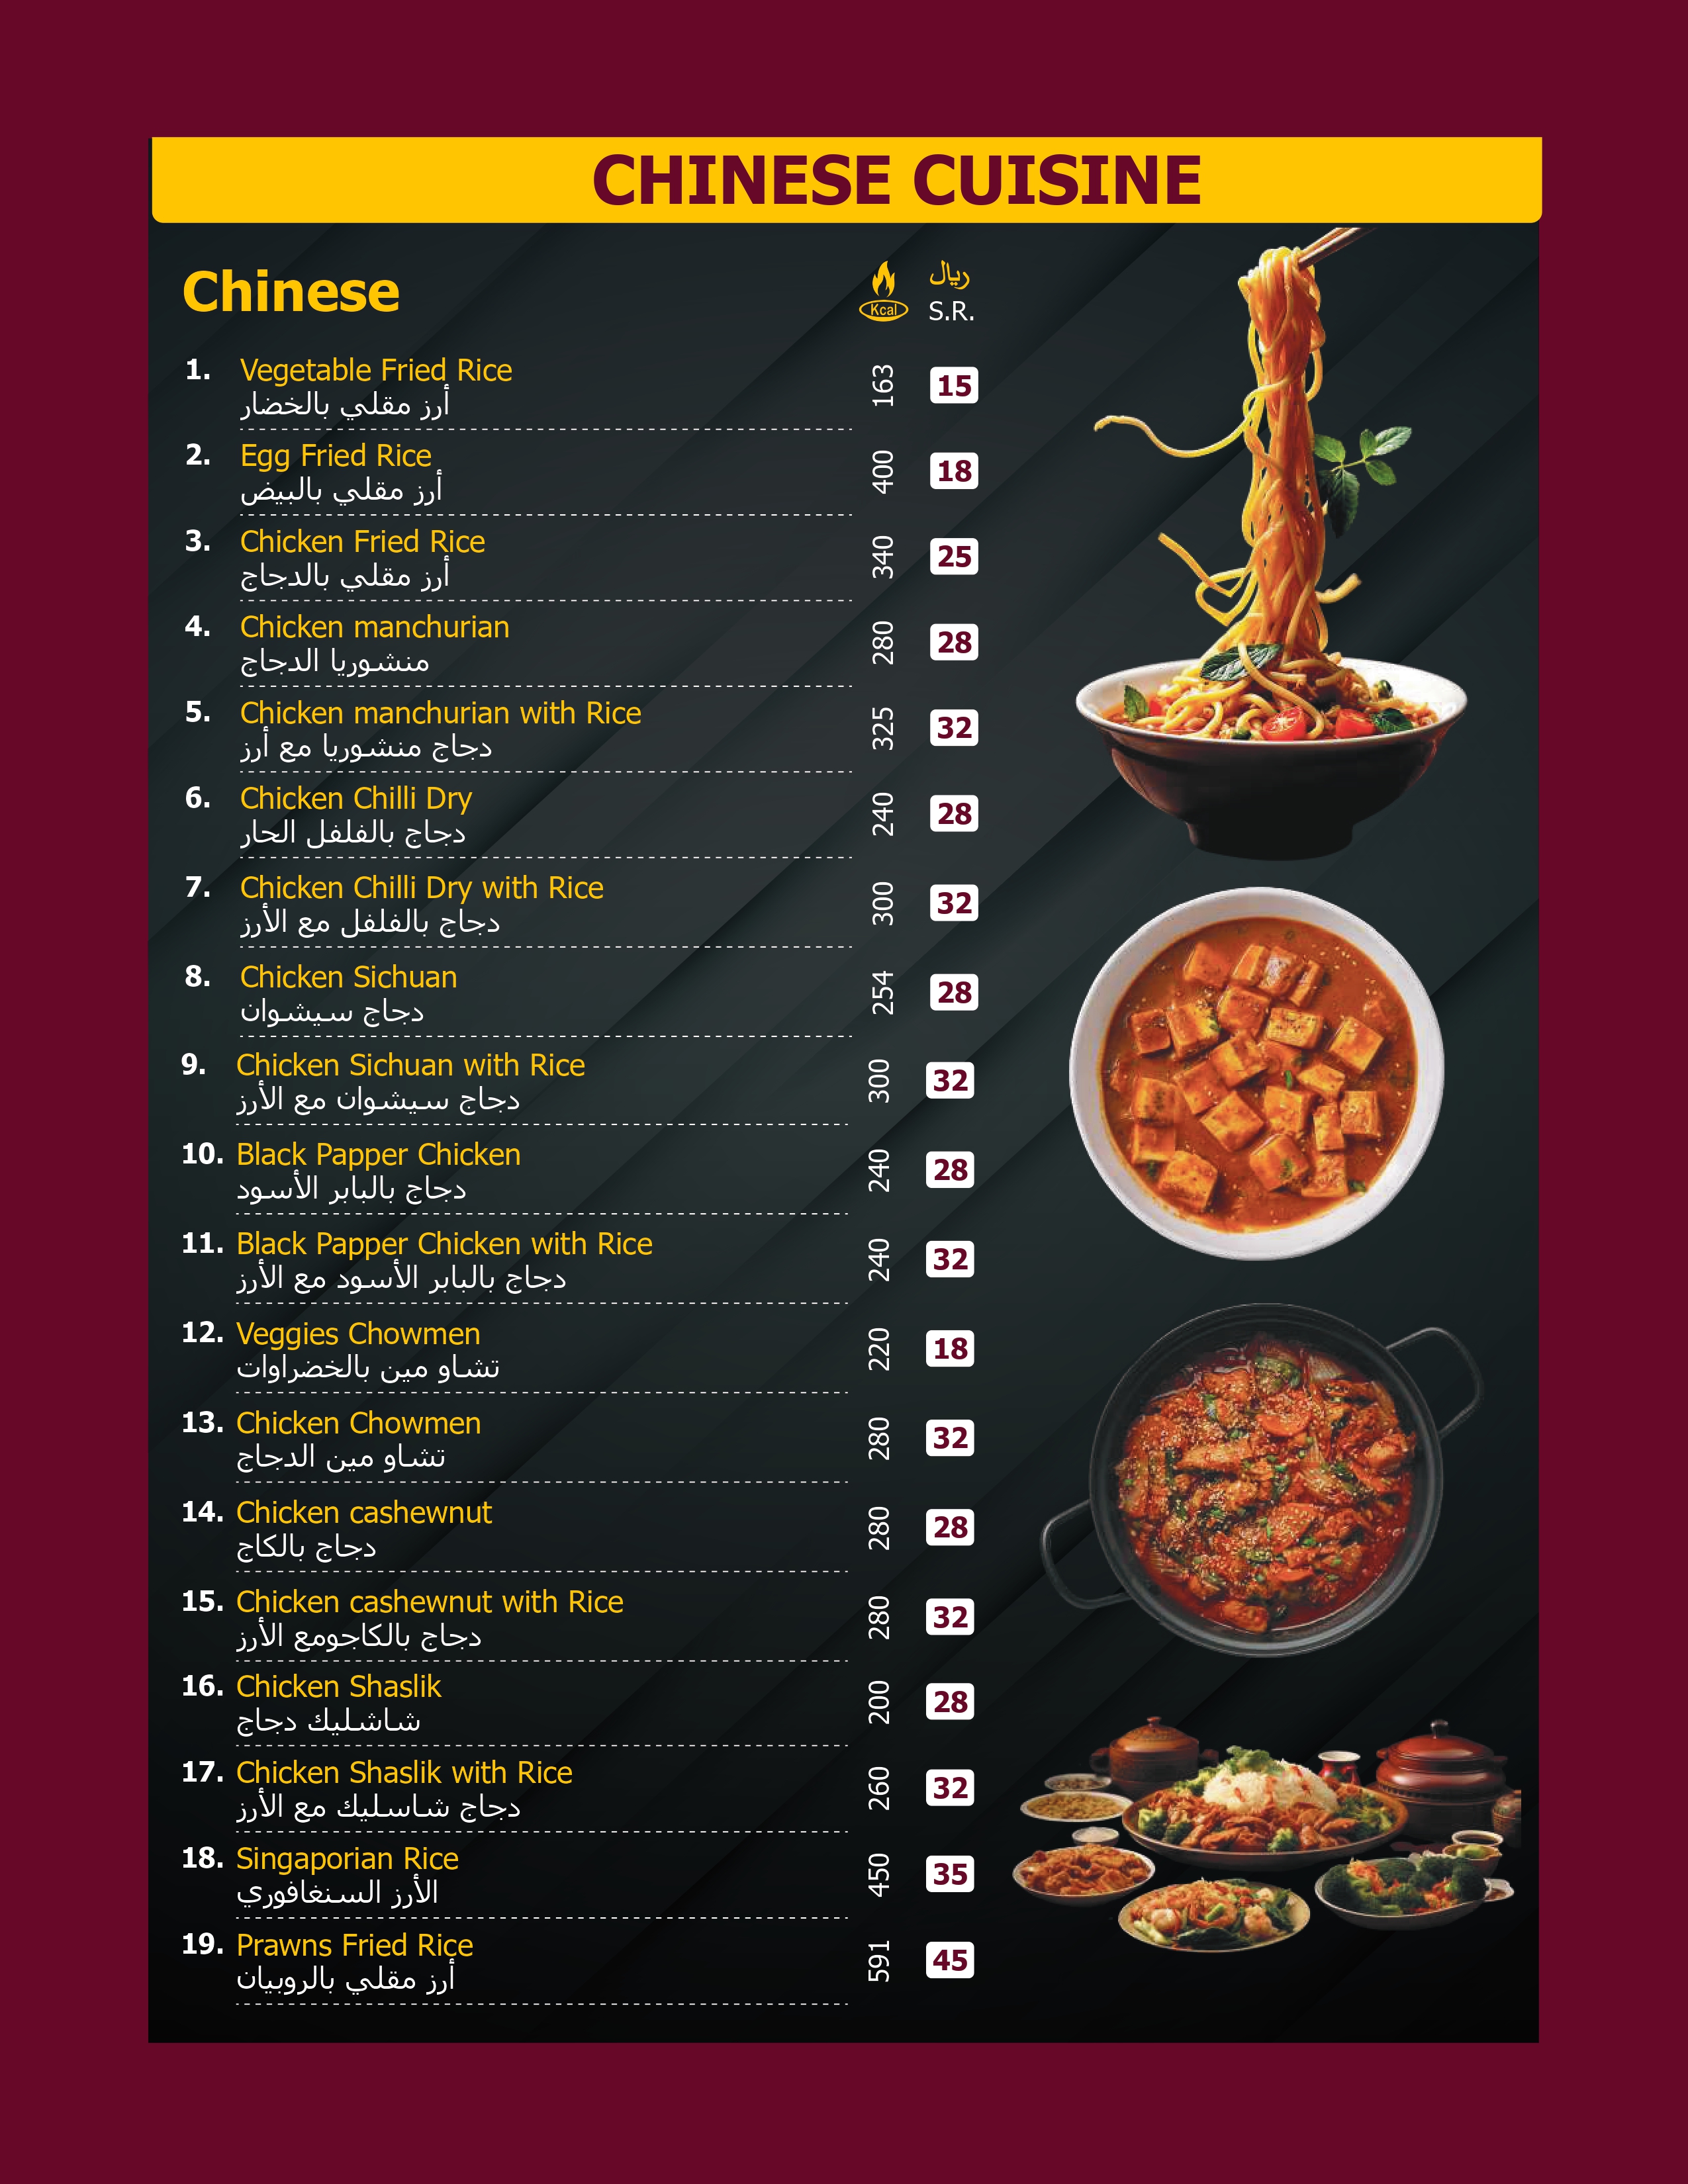 CHINESE CUISINE
Chinese
Kcal
ريال
S.R.
1. Vegetable Fried Rice 163 15
أرز مقلي بالخضار
2. Egg Fried Rice 400 18
أرز مقلي بالبيض
3. Chicken Fried Rice 340 25
أرز مقلي بالدجاج
4. Chicken manchurian 280 28
منشوريا الدجاج
5. Chicken manchurian with Rice 325 32
دجاج منشوريا مع أرز
6. Chicken Chilli Dry 240 28
دجاج بالفلفل الحار
7. Chicken Chilli Dry with Rice 300 32
دجاج بالفلفل مع الأرز
8. Chicken Sichuan 254 28
دجاج سيشوان
9. Chicken Sichuan with Rice 300 32
دجاج سيشوان مع الأرز
10. Black Papper Chicken 240 28
دجاج بالبابر الأسود
11. Black Papper Chicken with Rice 240 32
دجاج بالبابر الأسود مع الأرز
12. Veggies Chowmen 220 18
تشاو مين بالخضراوات
13. Chicken Chowmen 280 32
تشاو مين الدجاج
14. Chicken cashewnut 280 28
دجاج بالكاج
15. Chicken cashewnut with Rice 280 32
دجاج بالكاجومع الأرز
16. Chicken Shaslik 200 28
شاشليك دجاج
17. Chicken Shaslik with Rice 260 32
دجاج شاسليك مع الأرز
18. Singaporian Rice 450 35
الأرز السنغافوري
19. Prawns Fried Rice 591 45
أرز مقلي بالروبيان